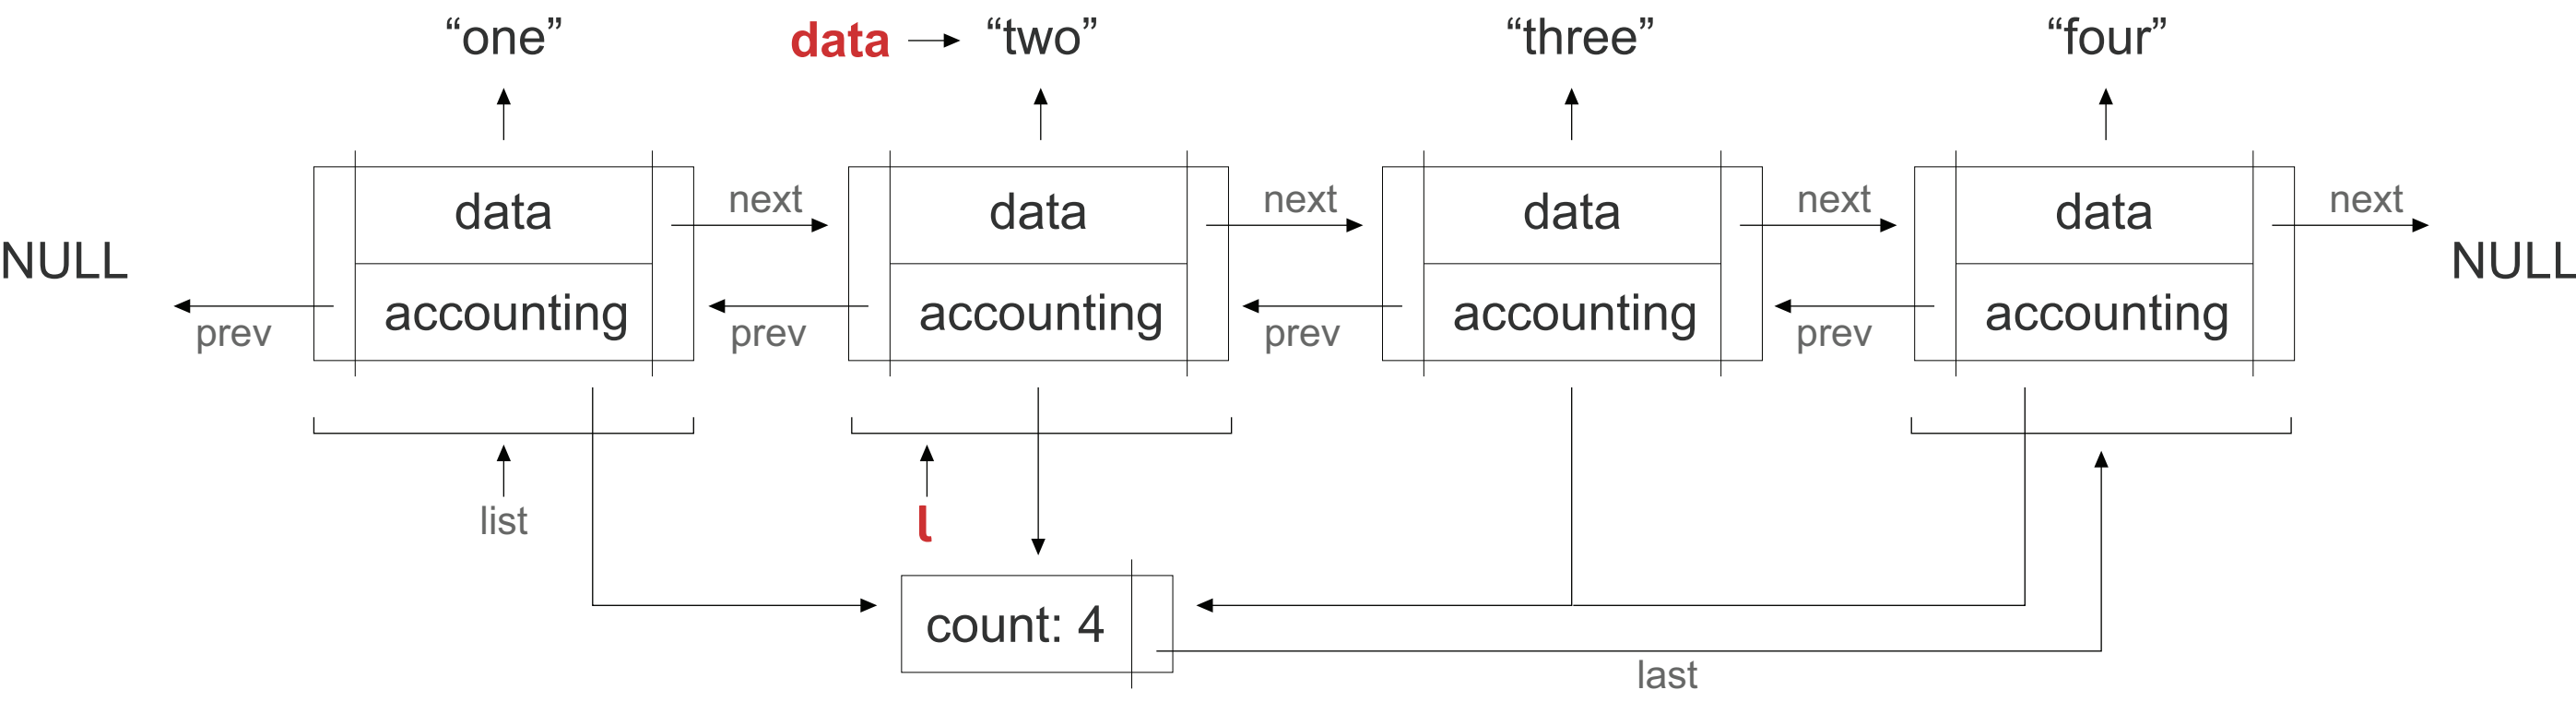 “one” data “two” “three” “four”
data next data next data next data next
NULL NULL
accounting accounting accounting accounting
prev prev prev prev
list l
count: 4
last